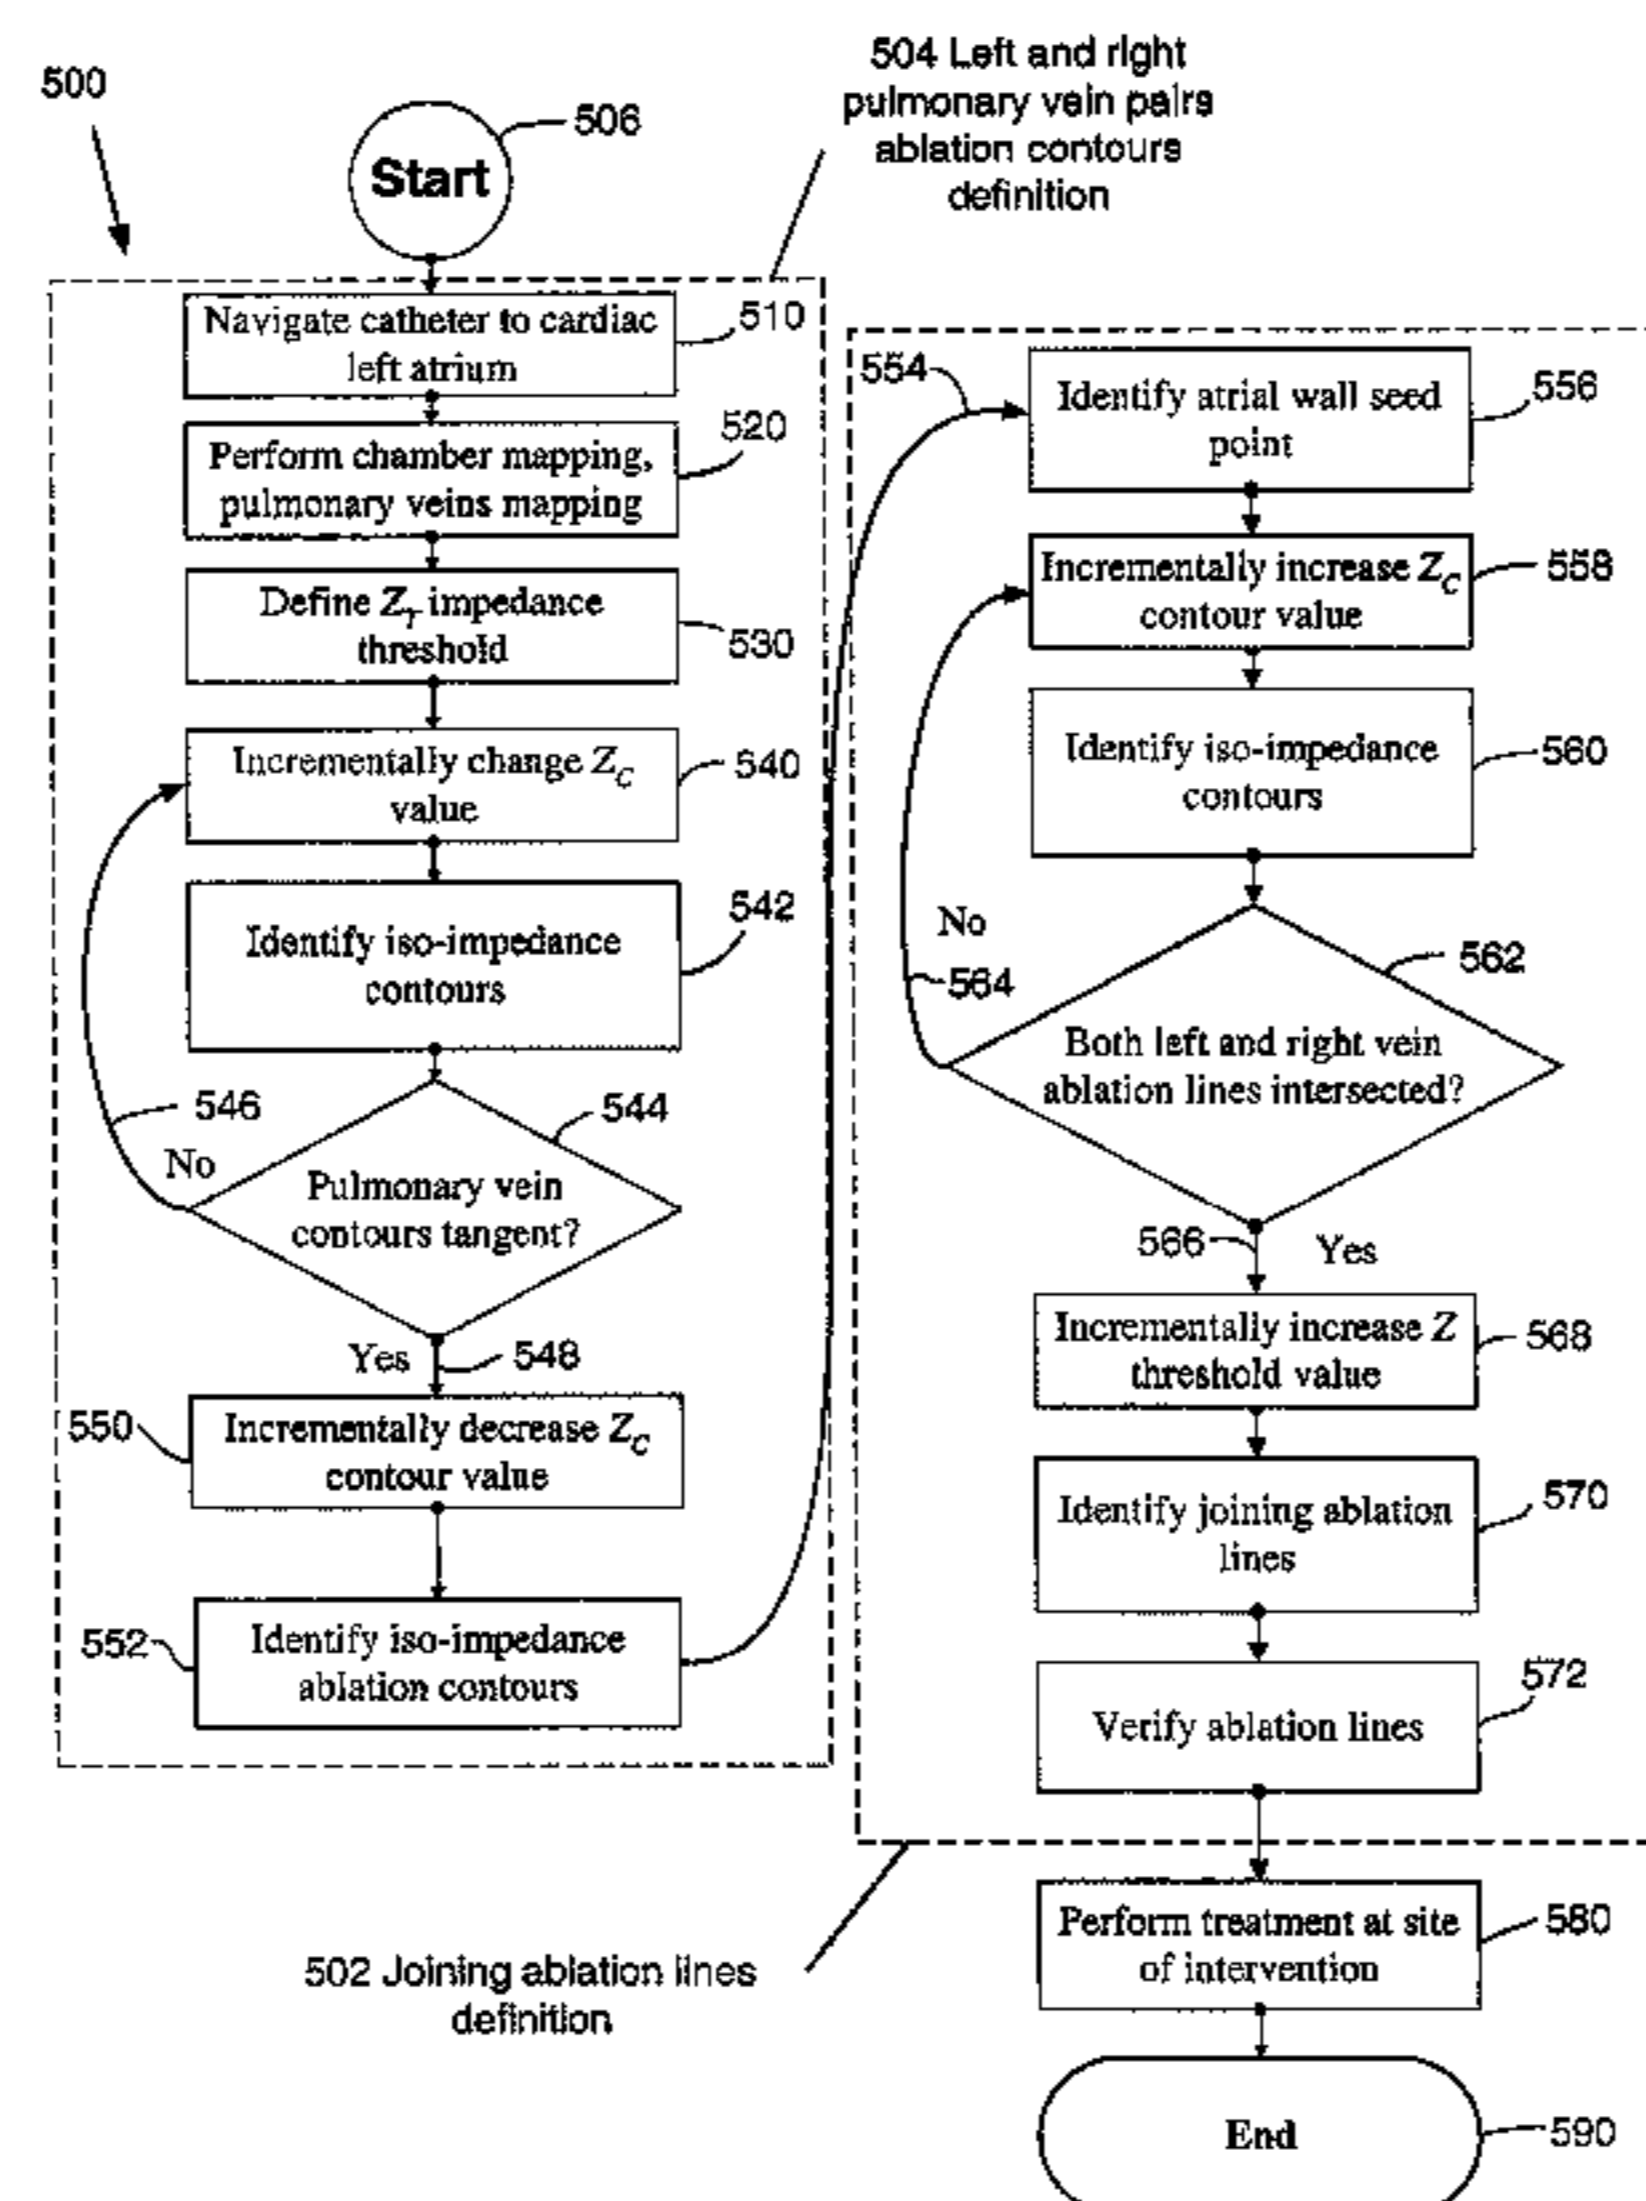 500
Start
506
504 Left and right
pulmonary vein pairs
ablation contours
definition
Navigate catheter to cardiac
left atrium
510
Perform chamber mapping,
pulmonary veins mapping
520
Define Z_T impedance
threshold
530
Incrementally change Z_C
value
540
Identify iso-impedance
contours
542
Pulmonary vein
contours tangent?
544
No
546
Yes
548
Incrementally decrease Z_C
contour value
550
Identify iso-impedance
ablation contours
552
554
Identify atrial wall seed
point
556
Incrementally increase Z_C
contour value
558
Identify iso-impedance
contours
560
No
564
562
Both left and right vein
ablation lines intersected?
566
Yes
Incrementally increase Z
threshold value
568
Identify joining ablation
lines
570
Verify ablation lines
572
502 Joining ablation lines
definition
Perform treatment at site
of intervention
580
End
590